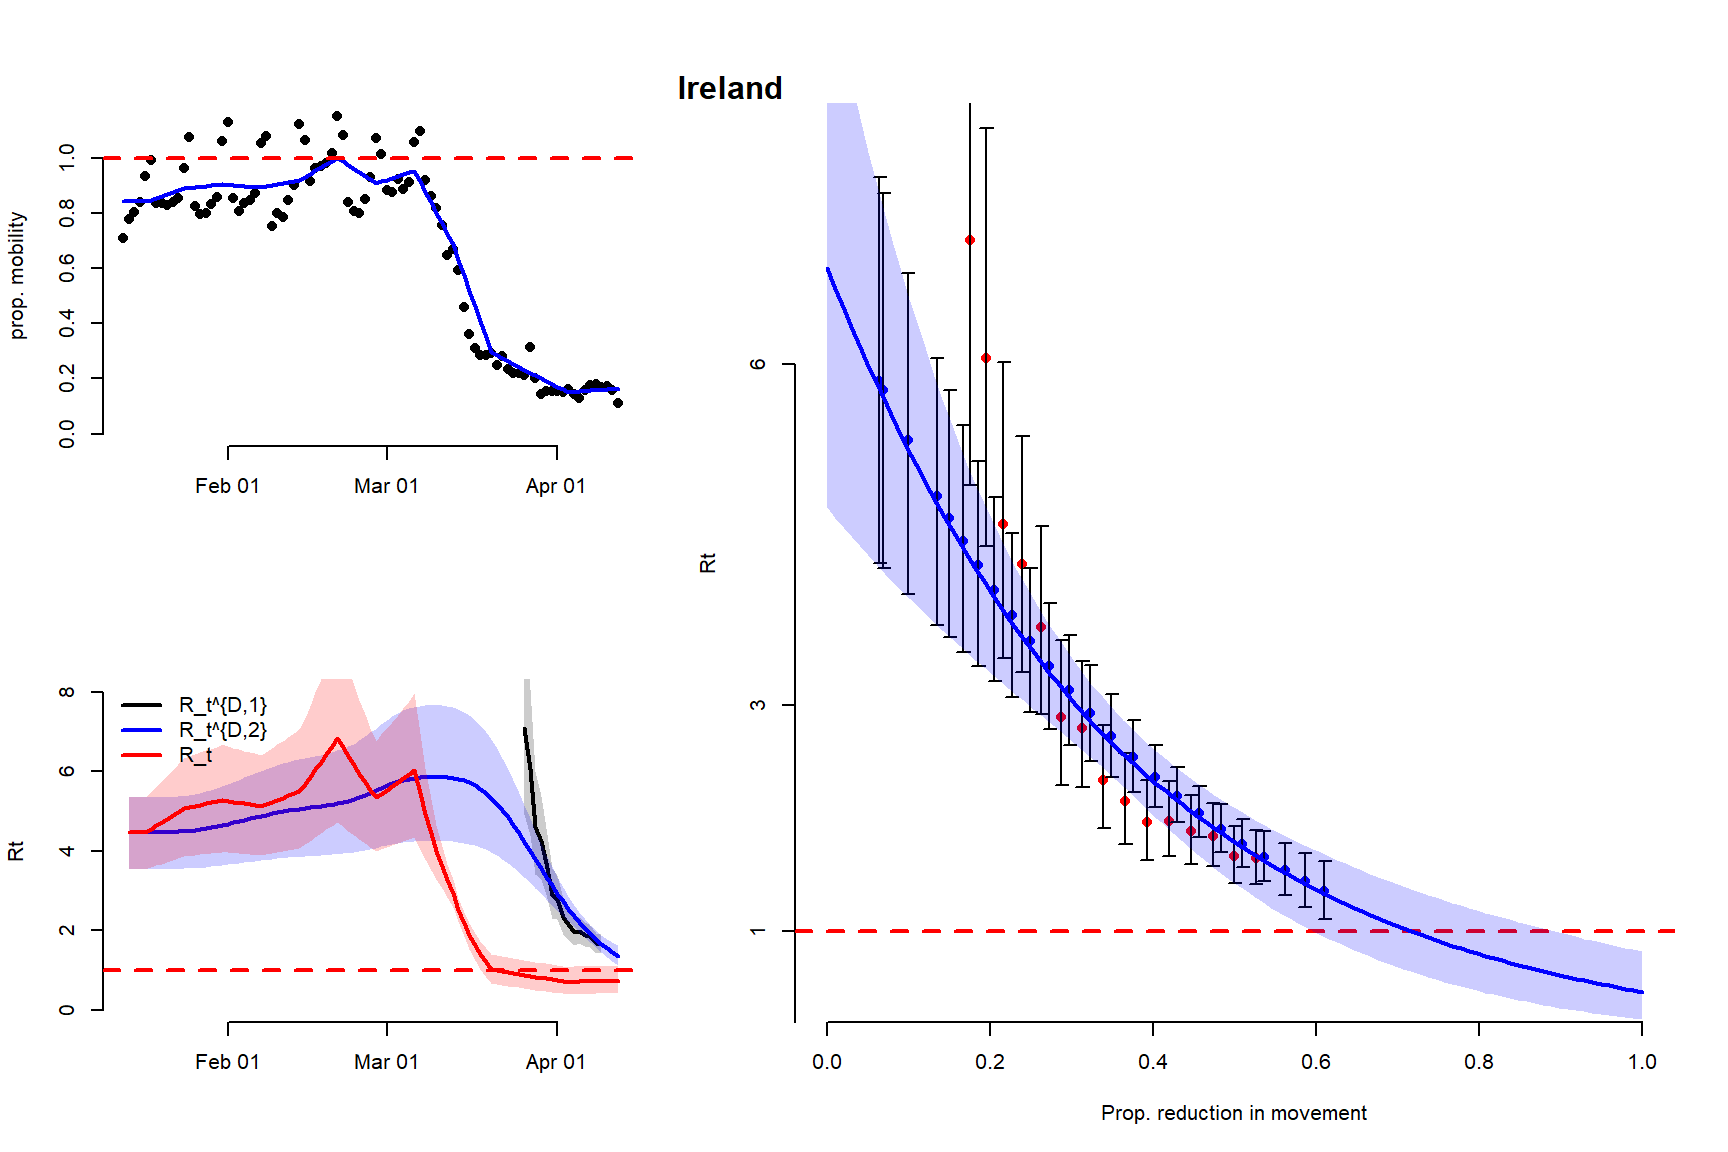 Ireland
prop. mobility
1.0
0.8
0.6
0.4
0.2
0.0
Feb 01 Mar 01 Apr 01
Rt
8
6
4
2
0
R_t^{D,1}
R_t^{D,2}
R_t
Feb 01 Mar 01 Apr 01
Rt
6
3
1
0.0 0.2 0.4 0.6 0.8 1.0
Prop. reduction in movement